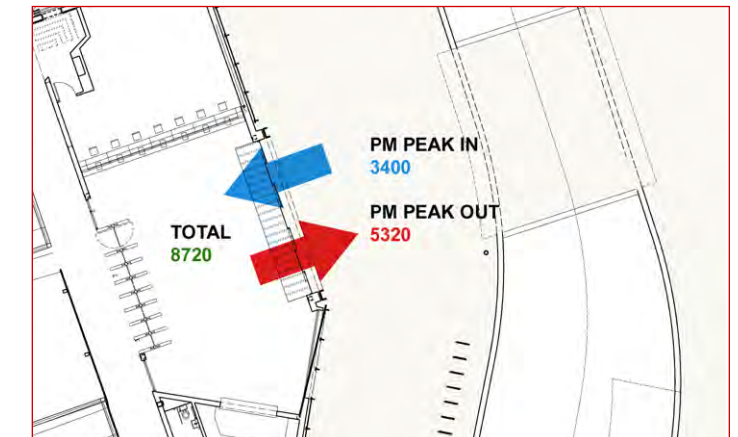 PM PEAK IN
3400
PM PEAK OUT
5320
TOTAL
8720